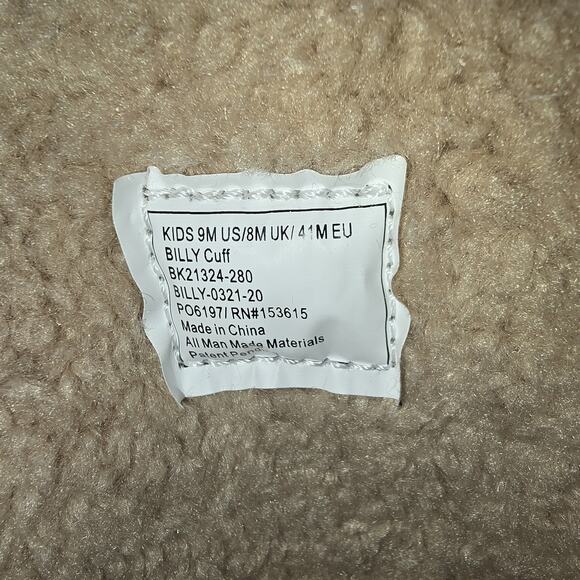 KIDS 9M US/8M UK/ 41M EU
BILLY Cuff
BK21324-280
BILLY-0321-20
PO6197/ RN#153615
Made in China
All Man Made Materials
Patent